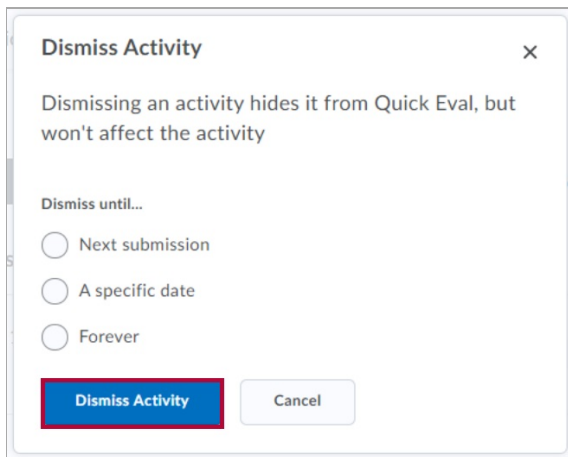 Dismiss Activity
Dismissing an activity hides it from Quick Eval, but
won't affect the activity
Dismiss until...
Next submission
A specific date
Forever
Dismiss Activity
Cancel